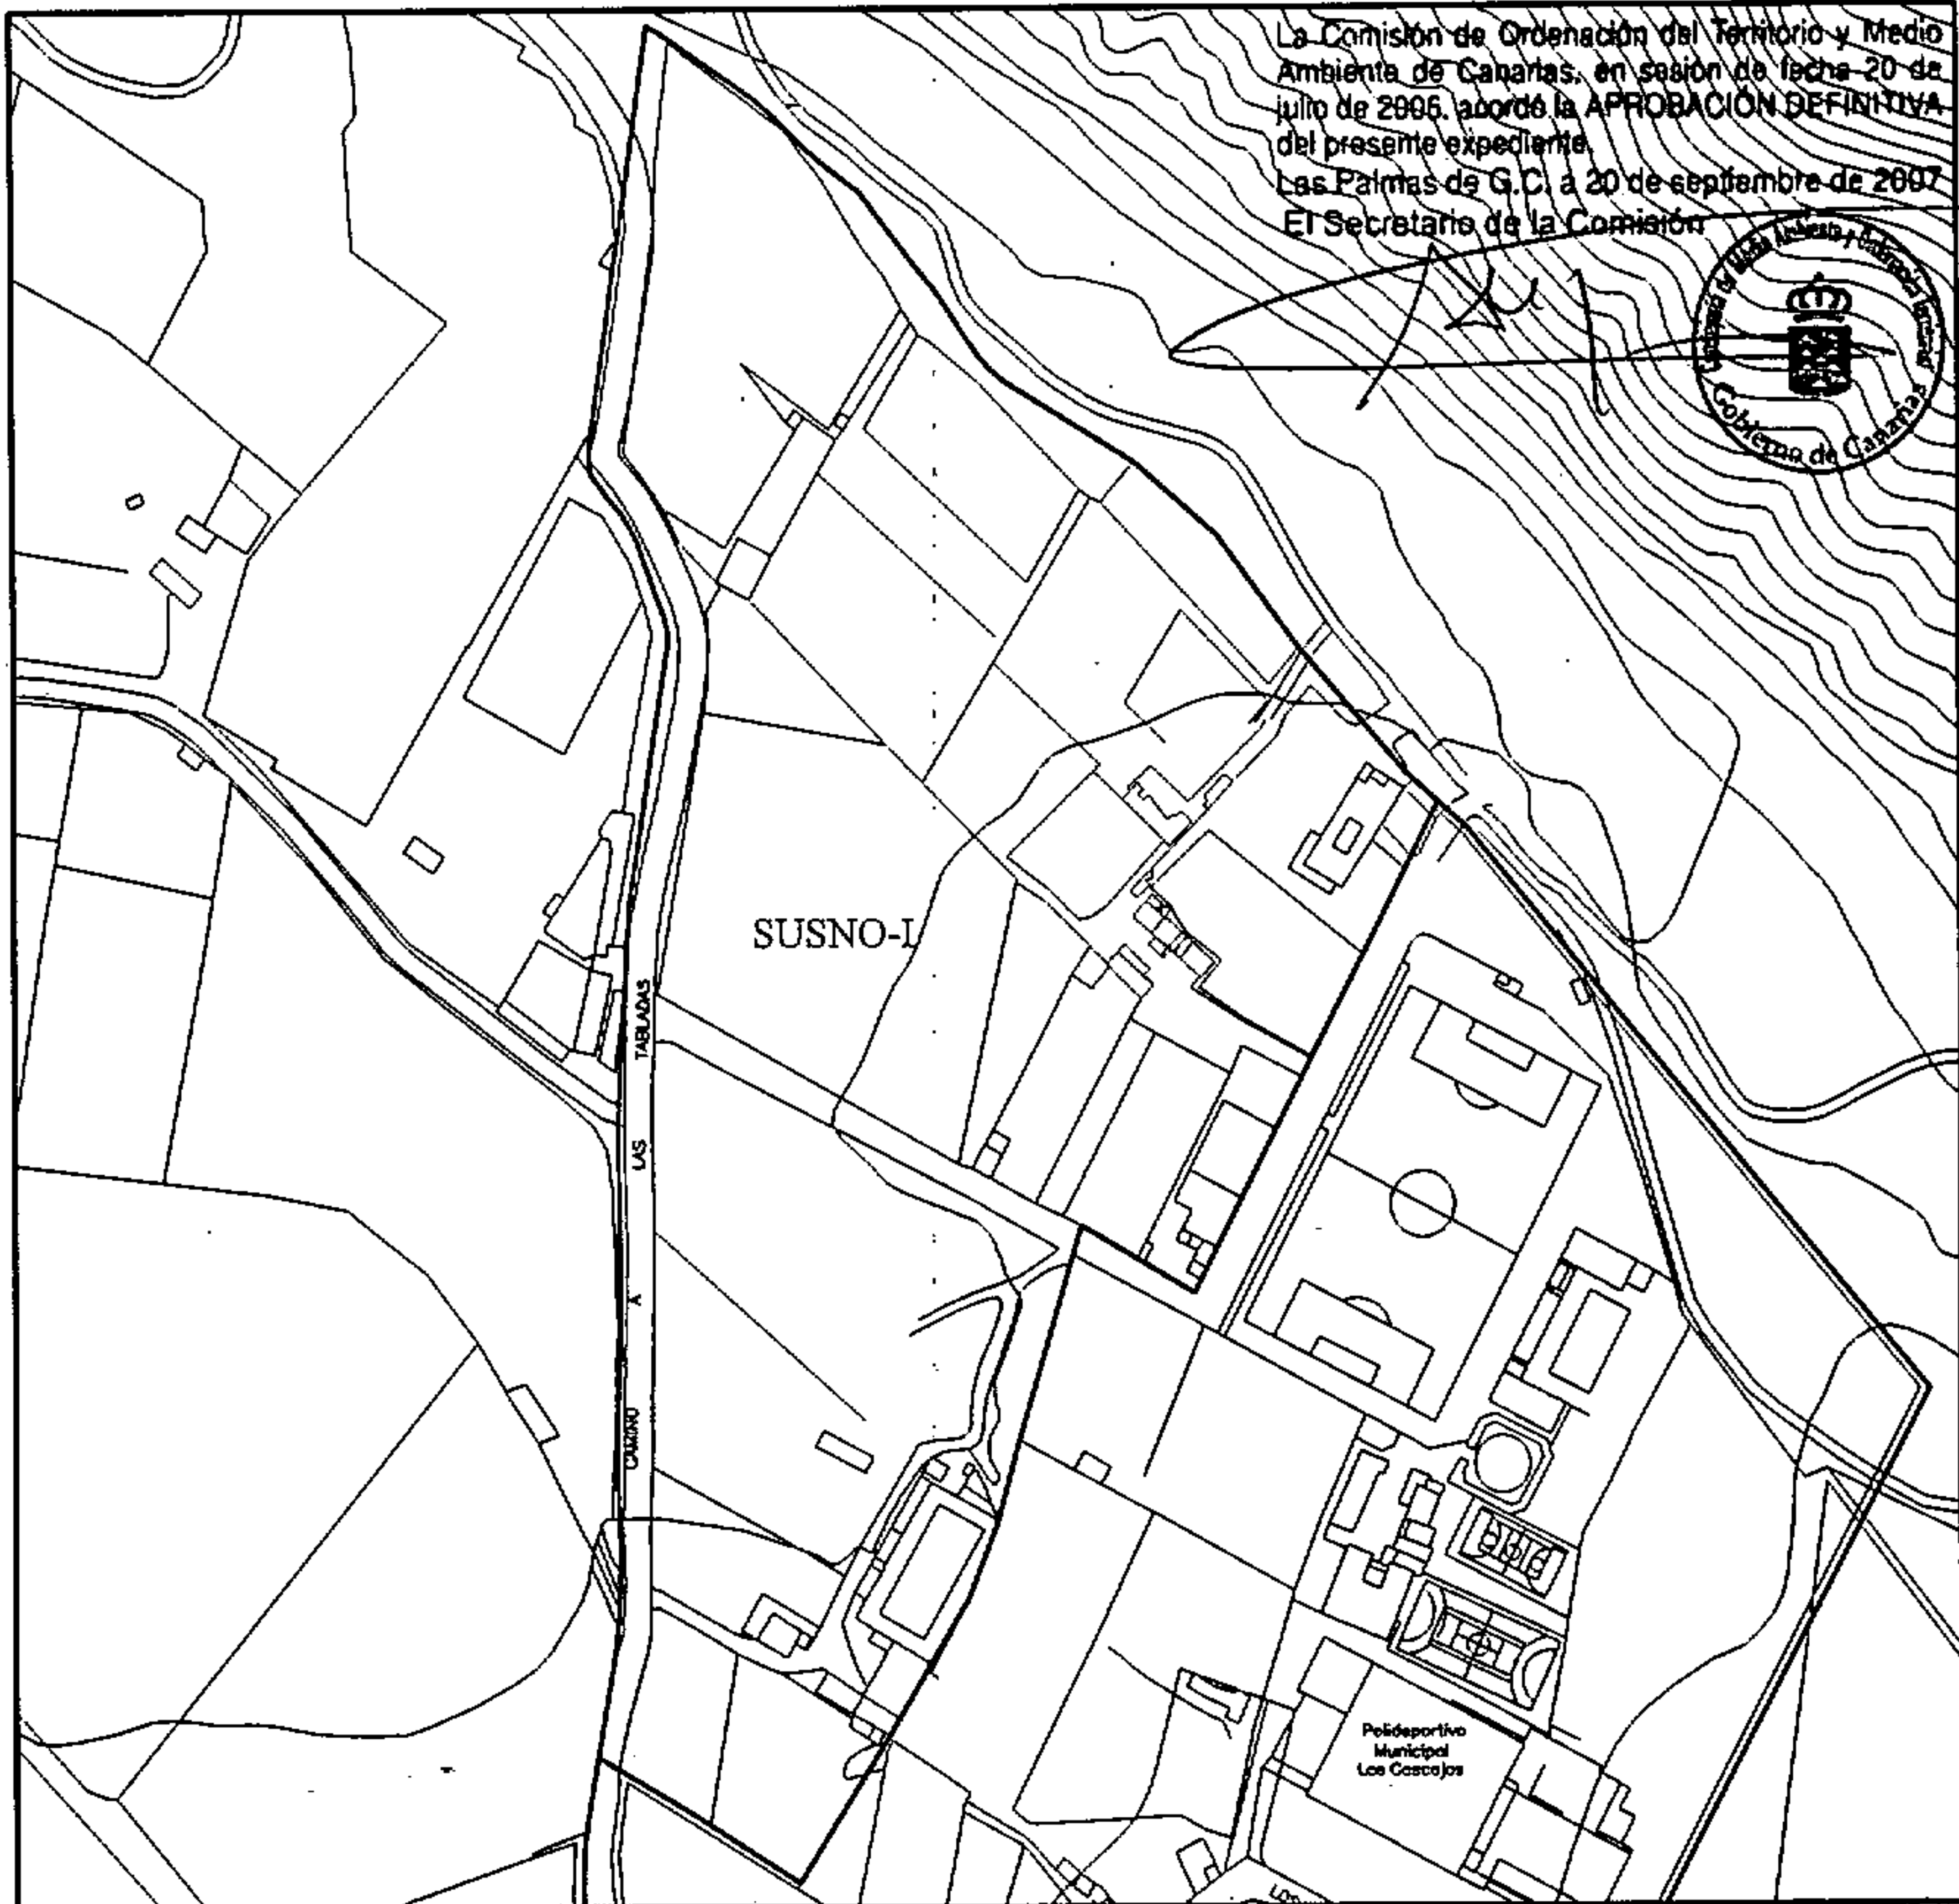 La Comisión de Ordenación del Territorio y Medio
Ambiente de Canarias, en sesión de fecha 20 de
julio de 2006, acordó la APROBACIÓN DEFINITIVA
del presente expediente.
Las Palmas de G.C. a 20 de septiembre de 2007
El Secretario de la Comisión
Gobierno de Canarias
SUSNO-I
CAMINO A LAS TABLADAS
Polideportivo
Municipal
Los Cascajos